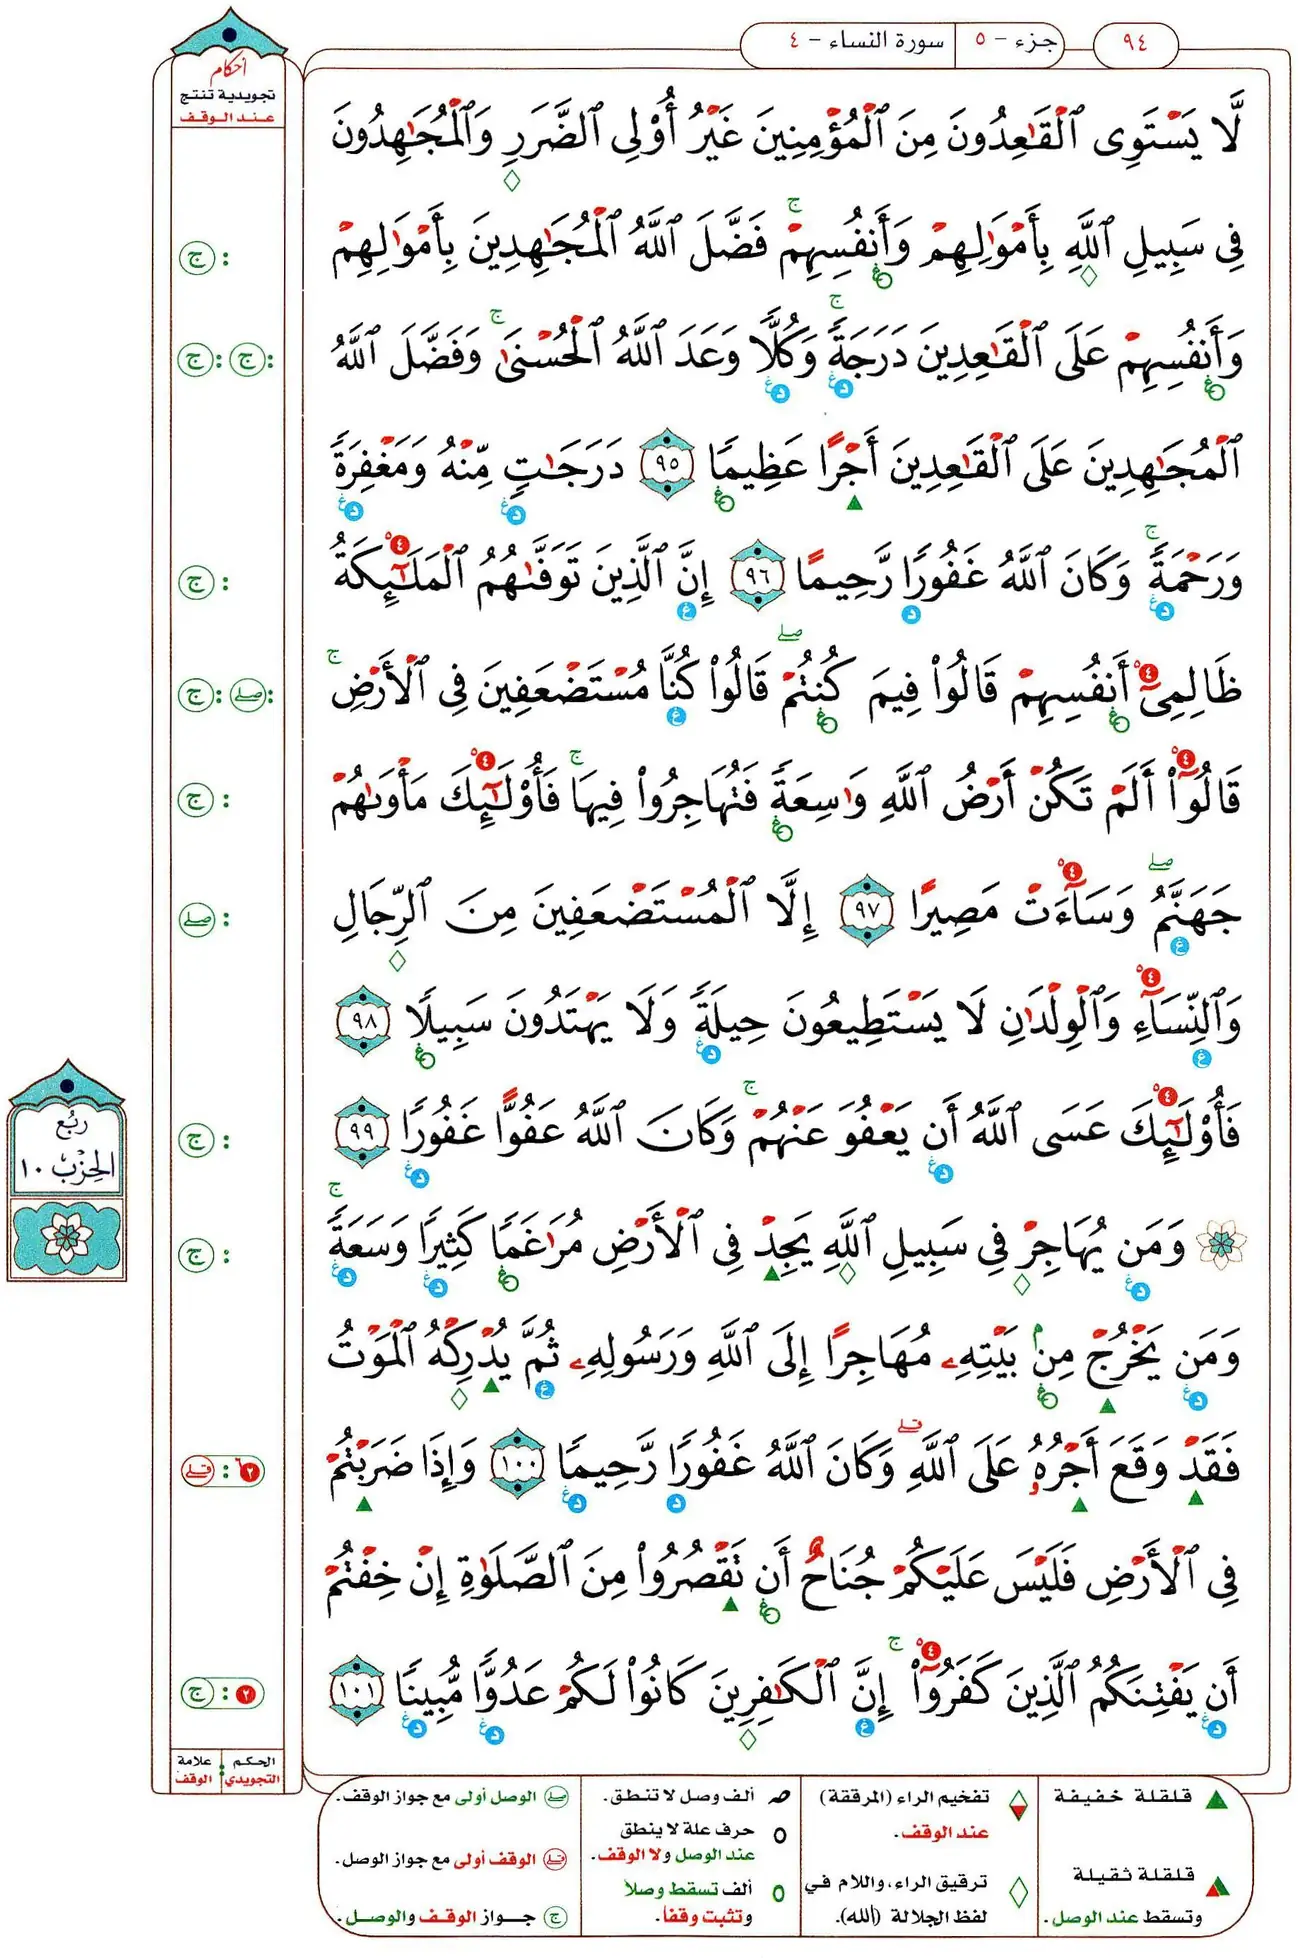 ٩٤
جزء - ٥
سورة النساء - ٤
أحكام
تجويدية تنتج
عند الوقف
لَّا يَسْتَوِى ٱلْقَٰعِدُونَ مِنَ ٱلْمُؤْمِنِينَ غَيْرُ أُو۟لِى ٱلضَّرَرِ وَٱلْمُجَٰهِدُونَ
فِى سَبِيلِ ٱللَّهِ بِأَمْوَٰلِهِمْ وَأَنفُسِهِمْ ۚ فَضَّلَ ٱللَّهُ ٱلْمُجَٰهِدِينَ بِأَمْوَٰلِهِمْ
وَأَنفُسِهِمْ عَلَى ٱلْقَٰعِدِينَ دَرَجَةً ۚ وَكُلًّا وَعَدَ ٱللَّهُ ٱلْحُسْنَىٰ ۚ وَفَضَّلَ ٱللَّهُ
ٱلْمُجَٰهِدِينَ عَلَى ٱلْقَٰعِدِينَ أَجْرًا عَظِيمًا ٩٥ دَرَجَٰتٍ مِّنْهُ وَمَغْفِرَةً
وَرَحْمَةً ۚ وَكَانَ ٱللَّهُ غَفُورًا رَّحِيمًا ٩٦ إِنَّ ٱلَّذِينَ تَوَفَّىٰهُمُ ٱلْمَلَٰٓئِكَةُ
ظَالِمِىٓ أَنفُسِهِمْ قَالُوا۟ فِيمَ كُنتُمْ ۖ قَالُوا۟ كُنَّا مُسْتَضْعَفِينَ فِى ٱلْأَرْضِ ۚ
قَالُوٓا۟ أَلَمْ تَكُنْ أَرْضُ ٱللَّهِ وَٰسِعَةً فَتُهَاجِرُوا۟ فِيهَا ۚ فَأُو۟لَٰٓئِكَ مَأْوَىٰهُمْ
جَهَنَّمُ ۖ وَسَآءَتْ مَصِيرًا ٩٧ إِلَّا ٱلْمُسْتَضْعَفِينَ مِنَ ٱلرِّجَالِ
وَٱلنِّسَآءِ وَٱلْوِلْدَٰنِ لَا يَسْتَطِيعُونَ حِيلَةً وَلَا يَهْتَدُونَ سَبِيلًا ٩٨
فَأُو۟لَٰٓئِكَ عَسَى ٱللَّهُ أَن يَعْفُوَ عَنْهُمْ ۚ وَكَانَ ٱللَّهُ عَفُوًّا غَفُورًا ٩٩
۞ وَمَن يُهَاجِرْ فِى سَبِيلِ ٱللَّهِ يَجِدْ فِى ٱلْأَرْضِ مُرَٰغَمًا كَثِيرًا وَسَعَةً ۚ
وَمَن يَخْرُجْ مِنۢ بَيْتِهِۦ مُهَاجِرًا إِلَى ٱللَّهِ وَرَسُولِهِۦ ثُمَّ يُدْرِكْهُ ٱلْمَوْتُ
فَقَدْ وَقَعَ أَجْرُهُۥ عَلَى ٱللَّهِ ۗ وَكَانَ ٱللَّهُ غَفُورًا رَّحِيمًا ١٠٠ وَإِذَا ضَرَبْتُمْ
فِى ٱلْأَرْضِ فَلَيْسَ عَلَيْكُمْ جُنَاحٌ أَن تَقْصُرُوا۟ مِنَ ٱلصَّلَوٰةِ إِنْ خِفْتُمْ
أَن يَفْتِنَكُمُ ٱلَّذِينَ كَفَرُوٓا۟ ۚ إِنَّ ٱلْكَٰفِرِينَ كَانُوا۟ لَكُمْ عَدُوًّا مُّبِينًا ١٠١
: ج
: ج : ج
: ج
: صلى : ج
: ج
: صلى
: ج
: ج
٢ : قلى
٢ : ج
رُبُع
الحِزْب ١٠
الحكم التجويدي : علامة الوقف
قلقلة خفيفة
قلقلة ثقيلة
وتسقط عند الوصل.
تفخيم الراء (المرققة)
عند الوقف.
ترقيق الراء، واللام في
لفظ الجلالة (الله).
ألف وصل لا تنطق.
حرف علة لا ينطق
عند الوصل ولا الوقف.
ألف تسقط وصلاً
وتثبت وقفاً.
صلى الوصل أولى مع جواز الوقف.
قلى الوقف أولى مع جواز الوصل.
ج جواز الوقف والوصل.